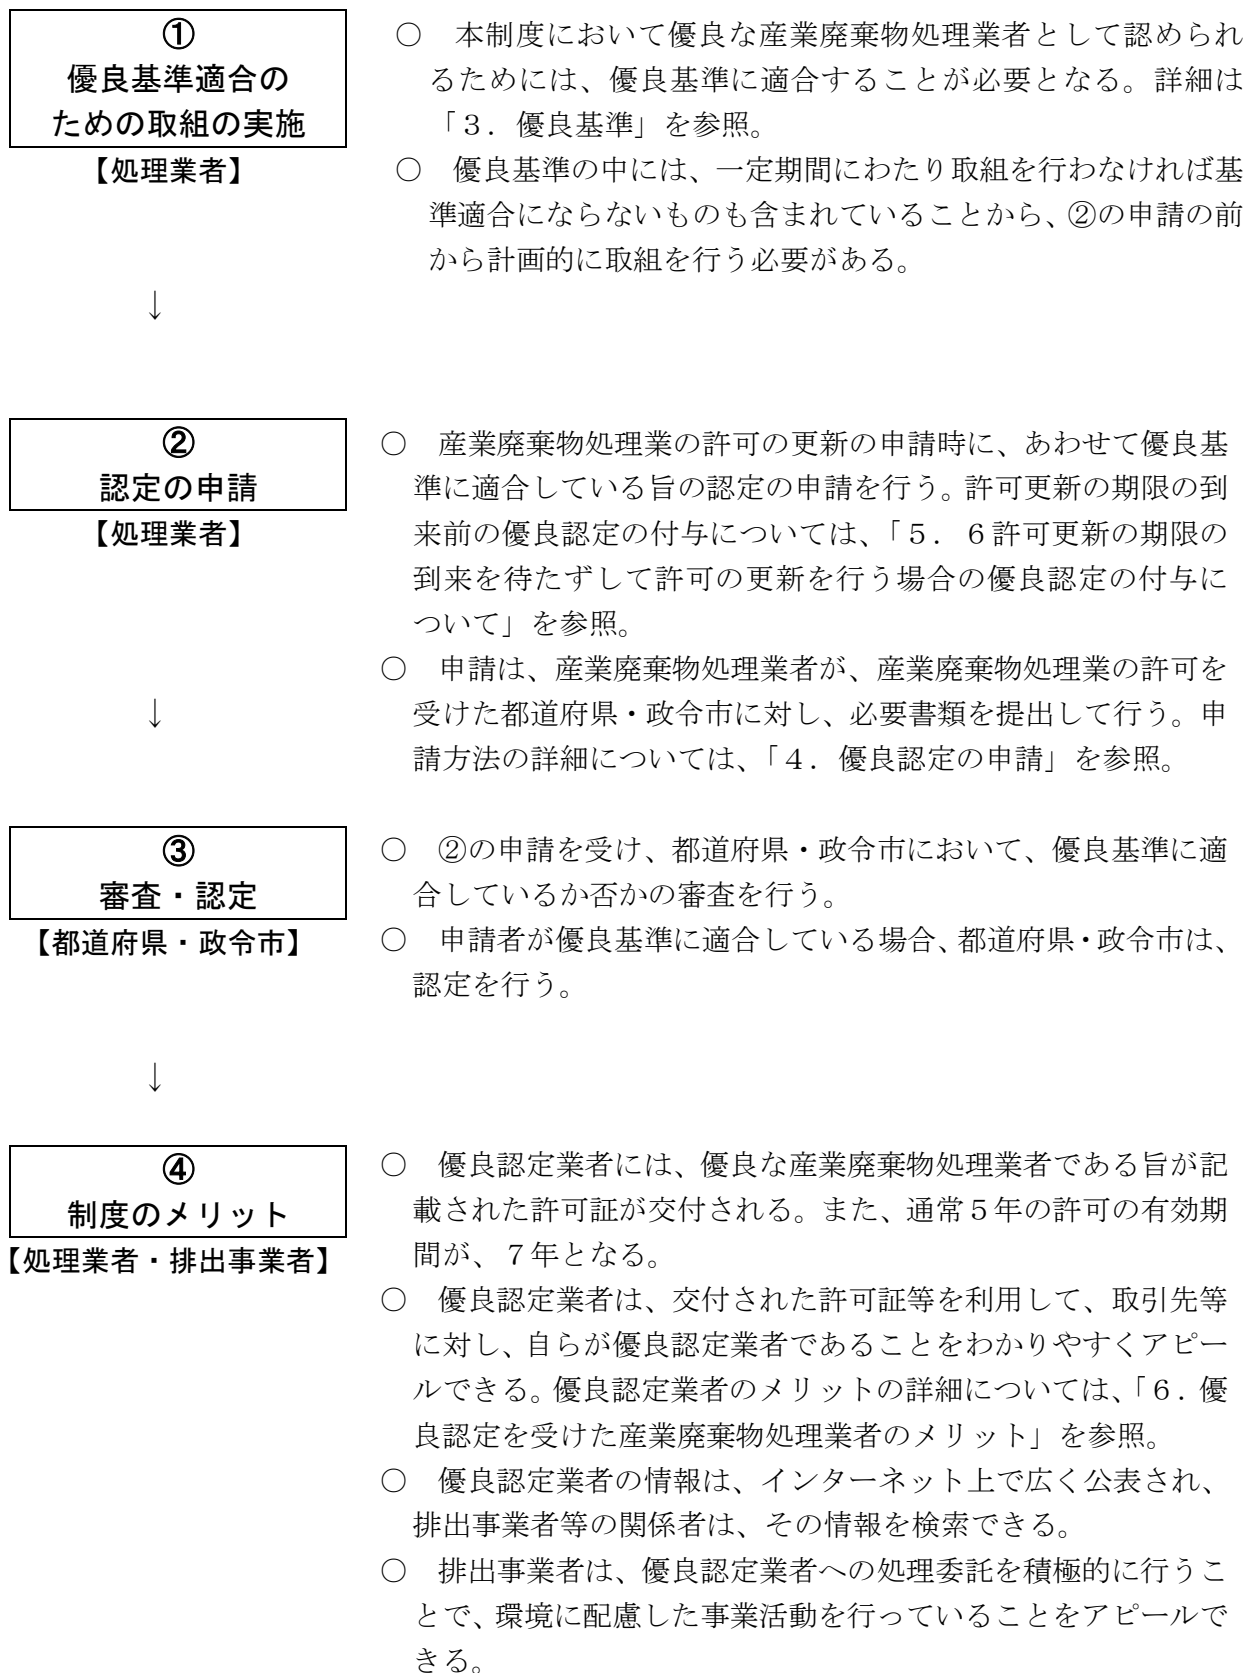 ①
優良基準適合の
ための取組の実施
【処理業者】
○　本制度において優良な産業廃棄物処理業者として認められ
るためには、優良基準に適合することが必要となる。詳細は
「３．優良基準」を参照。
○　優良基準の中には、一定期間にわたり取組を行わなければ基
準適合にならないものも含まれていることから、②の申請の前
から計画的に取組を行う必要がある。
↓
②
認定の申請
【処理業者】
○　産業廃棄物処理業の許可の更新の申請時に、あわせて優良基
準に適合している旨の認定の申請を行う。許可更新の期限の到
来前の優良認定の付与については、「５．６許可更新の期限の
到来を待たずして許可の更新を行う場合の優良認定の付与に
ついて」を参照。
○　申請は、産業廃棄物処理業者が、産業廃棄物処理業の許可を
受けた都道府県・政令市に対し、必要書類を提出して行う。申
請方法の詳細については、「４．優良認定の申請」を参照。
↓
③
審査・認定
【都道府県・政令市】
○　②の申請を受け、都道府県・政令市において、優良基準に適
合しているか否かの審査を行う。
○　申請者が優良基準に適合している場合、都道府県・政令市は、
認定を行う。
↓
④
制度のメリット
【処理業者・排出事業者】
○　優良認定業者には、優良な産業廃棄物処理業者である旨が記
載された許可証が交付される。また、通常５年の許可の有効期
間が、７年となる。
○　優良認定業者は、交付された許可証等を利用して、取引先等
に対し、自らが優良認定業者であることをわかりやすくアピー
ルできる。優良認定業者のメリットの詳細については、「６．優
良認定を受けた産業廃棄物処理業者のメリット」を参照。
○　優良認定業者の情報は、インターネット上で広く公表され、
排出事業者等の関係者は、その情報を検索できる。
○　排出事業者は、優良認定業者への処理委託を積極的に行うこ
とで、環境に配慮した事業活動を行っていることをアピールで
きる。